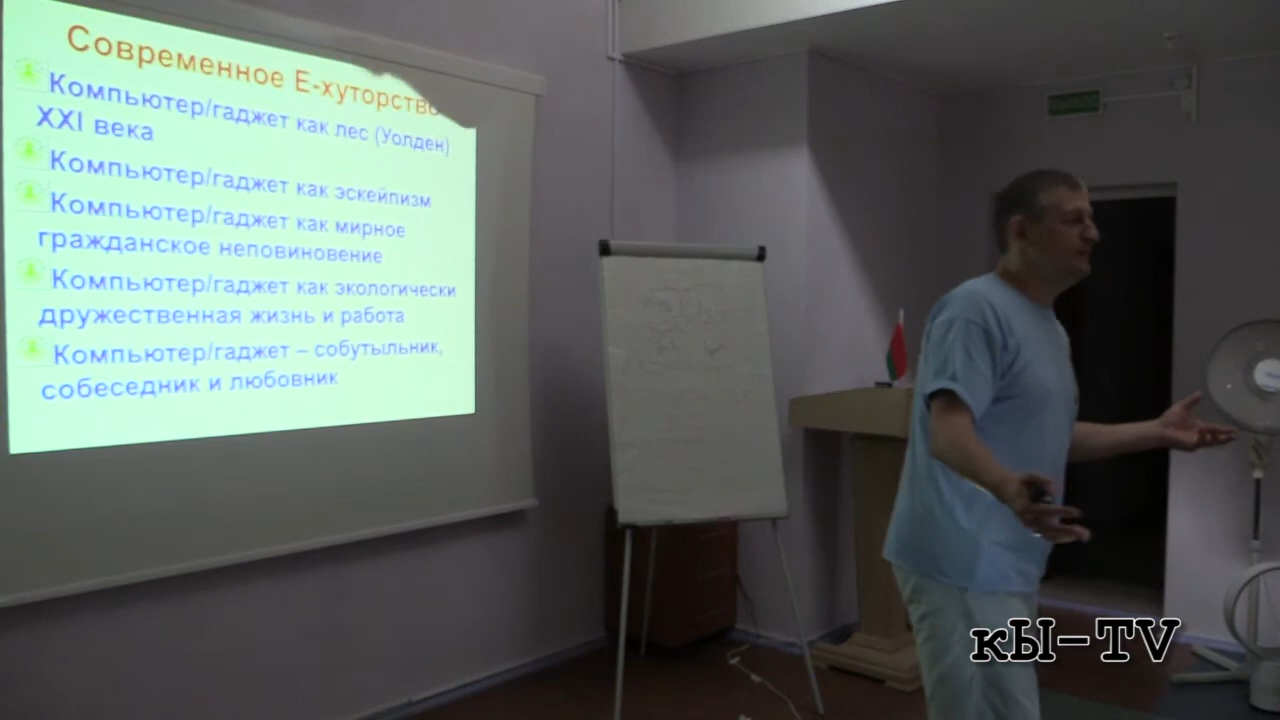 Современное Е-хуторство
Компьютер/гаджет как лес (Уолден)
XXI века
Компьютер/гаджет как эскейпизм
Компьютер/гаджет как мирное
гражданское неповиновение
Компьютер/гаджет как экологически
дружественная жизнь и работа
Компьютер/гаджет – собутыльник,
собеседник и любовник
кЫ-TV